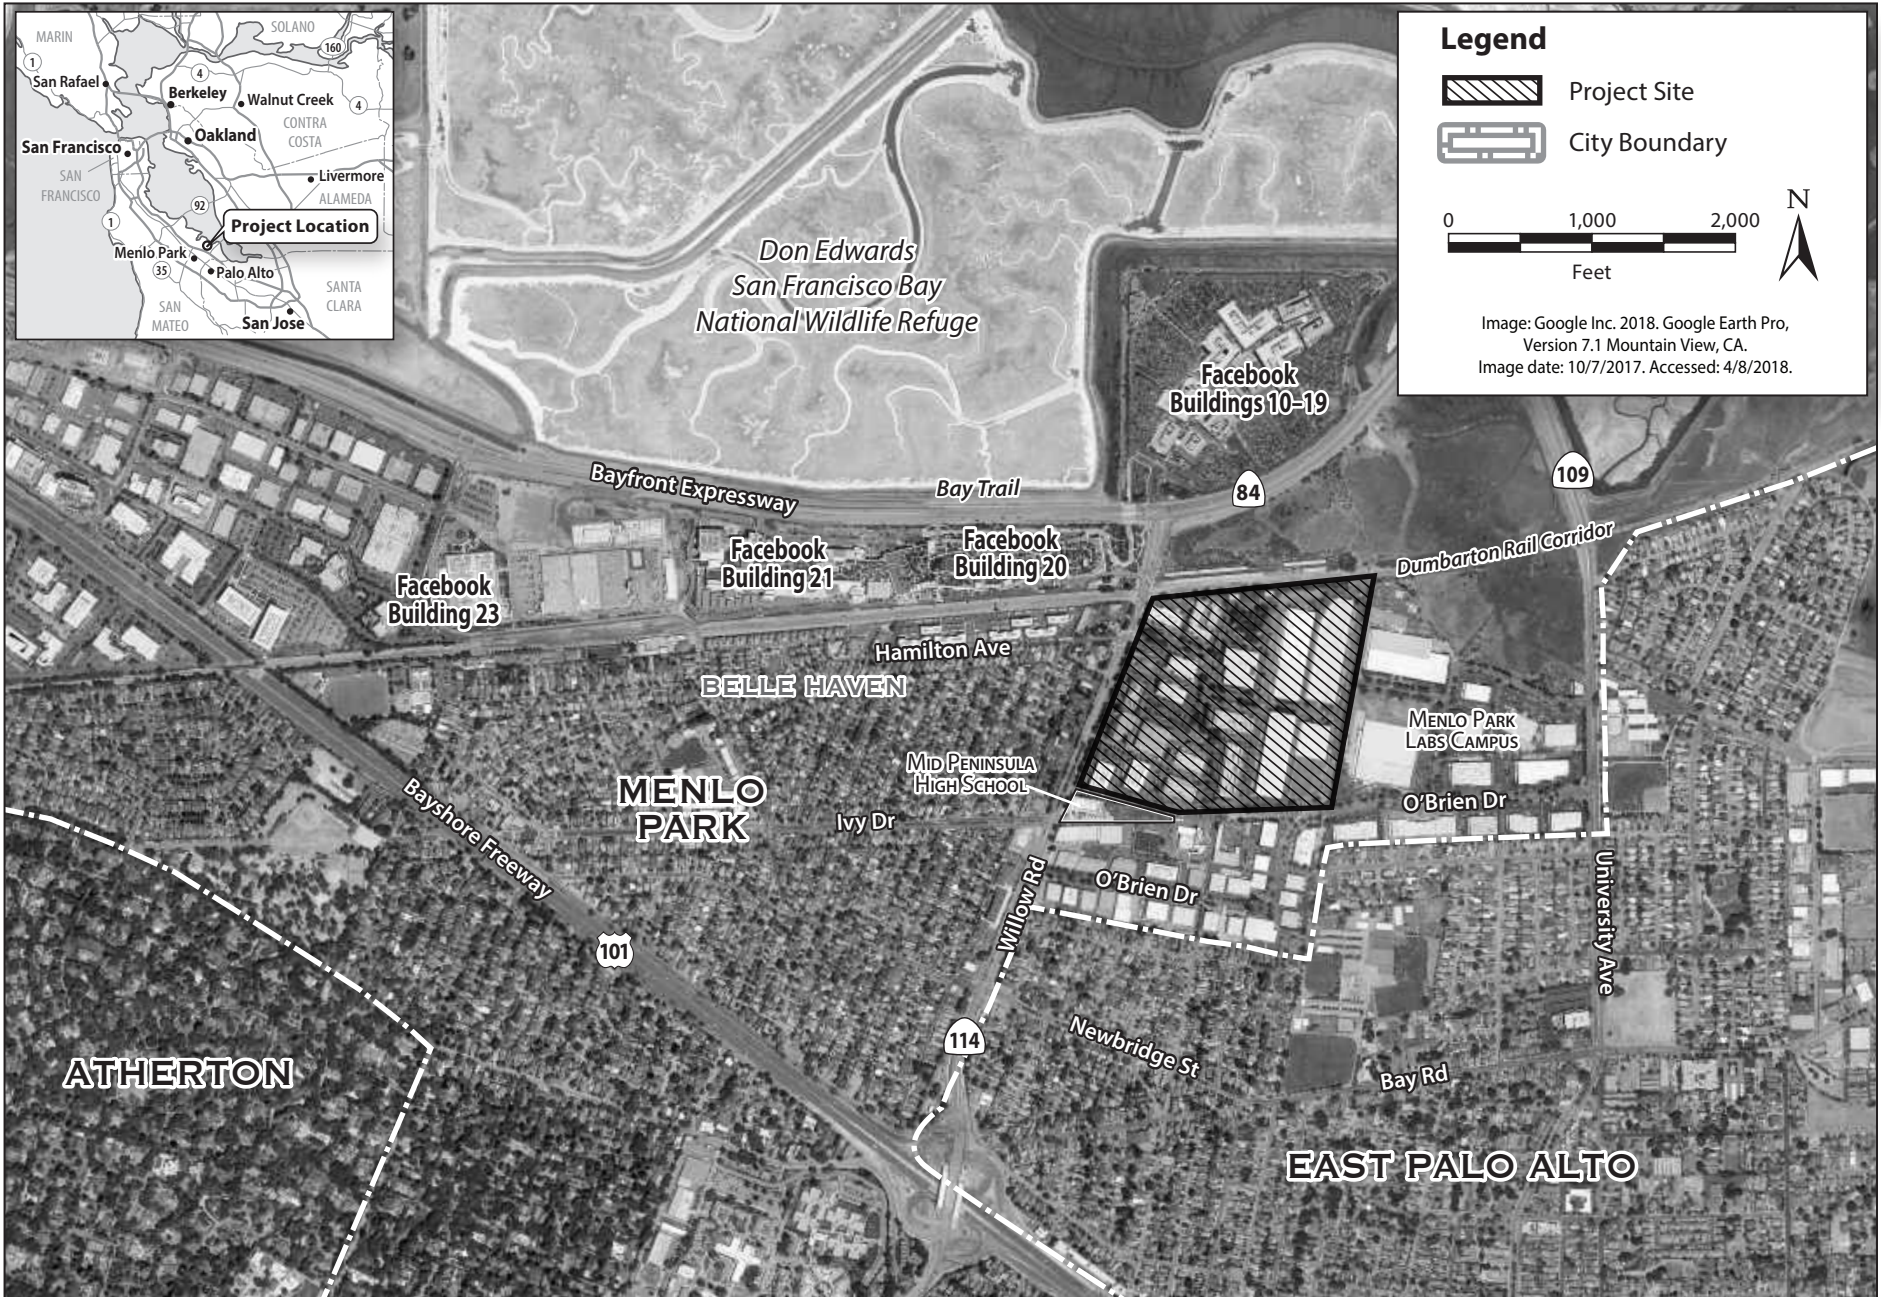 MARIN
SOLANO
160
1
4
San Rafael
Berkeley
Walnut Creek
4
CONTRA
COSTA
Oakland
San Francisco
SAN
FRANCISCO
Livermore
ALAMEDA
92
1
Project Location
Menlo Park
35
Palo Alto
SANTA
CLARA
SAN
MATEO
San Jose
Legend
Project Site
City Boundary
N
0 1,000 2,000
Feet
Image: Google Inc. 2018. Google Earth Pro,
Version 7.1 Mountain View, CA.
Image date: 10/7/2017. Accessed: 4/8/2018.
Don Edwards
San Francisco Bay
National Wildlife Refuge
Facebook
Buildings 10–19
Bayfront Expressway
Bay Trail
84
109
Dumbarton Rail Corridor
Facebook
Building 23
Facebook
Building 21
Facebook
Building 20
Hamilton Ave
BELLE HAVEN
MENLO PARK
LABS CAMPUS
MID PENINSULA
HIGH SCHOOL
MENLO
PARK
Bayshore Freeway
Ivy Dr
O'Brien Dr
O'Brien Dr
Willow Rd
University Ave
101
114
Newbridge St
Bay Rd
ATHERTON
EAST PALO ALTO